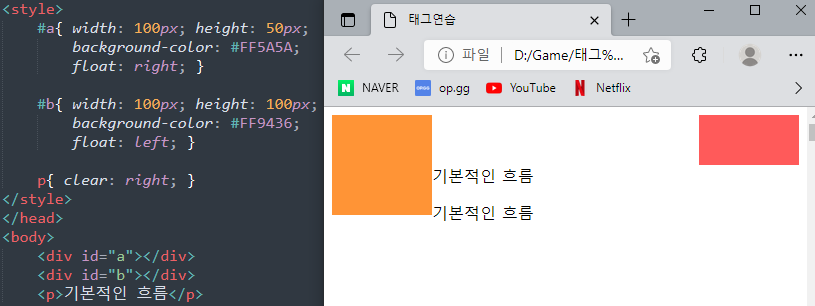 <style>
#a{ width: 100px; height: 50px;
background-color: #FF5A5A;
float: right; }
#b{ width: 100px; height: 100px;
background-color: #FF9436;
float: left; }
p{ clear: right; }
</style>
</head>
<body>
<div id="a"></div>
<div id="b"></div>
<p>기본적인 흐름</p>
태그연습
파일 D:/Game/태그%...
N NAVER OP.GG op.gg YouTube N Netflix
기본적인 흐름
기본적인 흐름